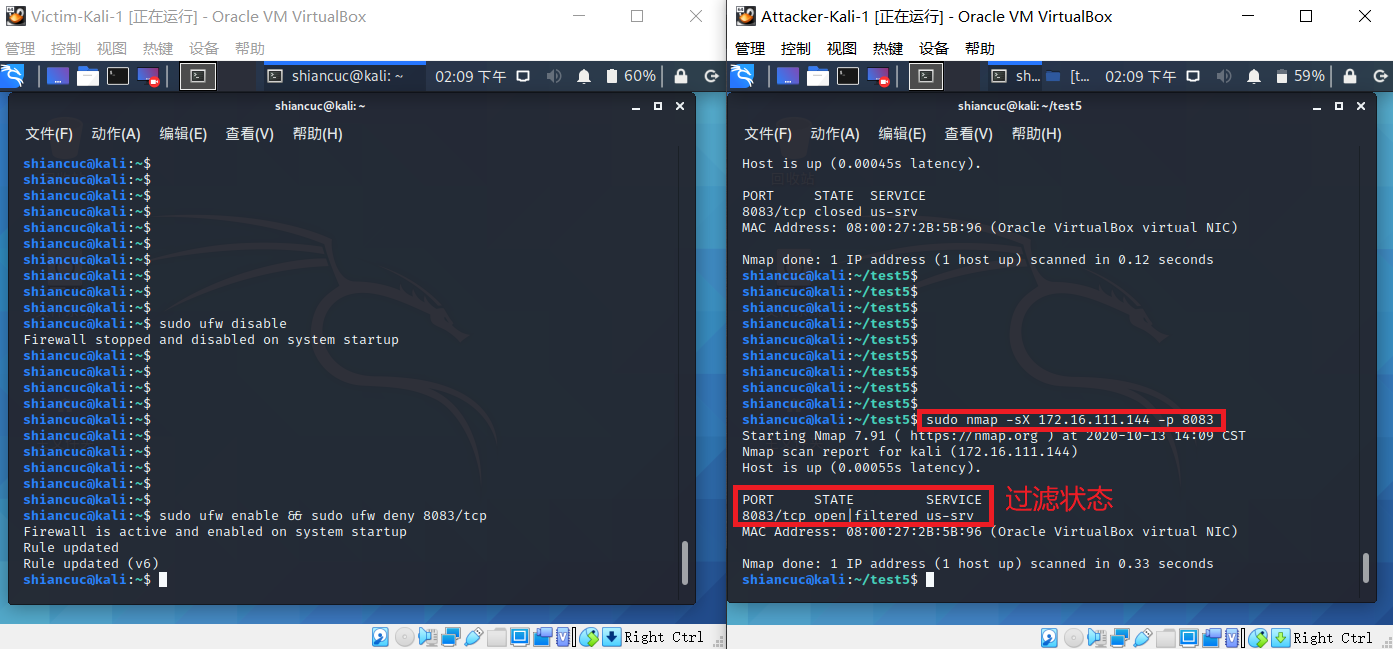 Victim-Kali-1 [正在运行] - Oracle VM VirtualBox
管理 控制 视图 热键 设备 帮助
shiancuc@kali: ~ 02:09 下午 60%
shiancuc@kali: ~
文件(F) 动作(A) 编辑(E) 查看(V) 帮助(H)
shiancuc@kali:~$
shiancuc@kali:~$
shiancuc@kali:~$
shiancuc@kali:~$
shiancuc@kali:~$
shiancuc@kali:~$
shiancuc@kali:~$
shiancuc@kali:~$
shiancuc@kali:~$
shiancuc@kali:~$
shiancuc@kali:~$ sudo ufw disable
Firewall stopped and disabled on system startup
shiancuc@kali:~$
shiancuc@kali:~$
shiancuc@kali:~$
shiancuc@kali:~$
shiancuc@kali:~$
shiancuc@kali:~$
shiancuc@kali:~$
shiancuc@kali:~$
shiancuc@kali:~$
shiancuc@kali:~$
shiancuc@kali:~$ sudo ufw enable && sudo ufw deny 8083/tcp
Firewall is active and enabled on system startup
Rule updated
Rule updated (v6)
shiancuc@kali:~$
Right Ctrl
Attacker-Kali-1 [正在运行] - Oracle VM VirtualBox
管理 控制 视图 热键 设备 帮助
sh... [t... 02:09 下午 59%
shiancuc@kali: ~/test5
文件(F) 动作(A) 编辑(E) 查看(V) 帮助(H)
Host is up (0.00045s latency).
PORT STATE SERVICE
8083/tcp closed us-srv
MAC Address: 08:00:27:2B:5B:96 (Oracle VirtualBox virtual NIC)
Nmap done: 1 IP address (1 host up) scanned in 0.12 seconds
shiancuc@kali:~/test5$
shiancuc@kali:~/test5$
shiancuc@kali:~/test5$
shiancuc@kali:~/test5$
shiancuc@kali:~/test5$
shiancuc@kali:~/test5$
shiancuc@kali:~/test5$
shiancuc@kali:~/test5$
shiancuc@kali:~/test5$
shiancuc@kali:~/test5$ sudo nmap -sX 172.16.111.144 -p 8083
Starting Nmap 7.91 ( https://nmap.org ) at 2020-10-13 14:09 CST
Nmap scan report for kali (172.16.111.144)
Host is up (0.00055s latency).
PORT STATE SERVICE
8083/tcp open|filtered us-srv
过滤状态
MAC Address: 08:00:27:2B:5B:96 (Oracle VirtualBox virtual NIC)
Nmap done: 1 IP address (1 host up) scanned in 0.33 seconds
shiancuc@kali:~/test5$
Right Ctrl